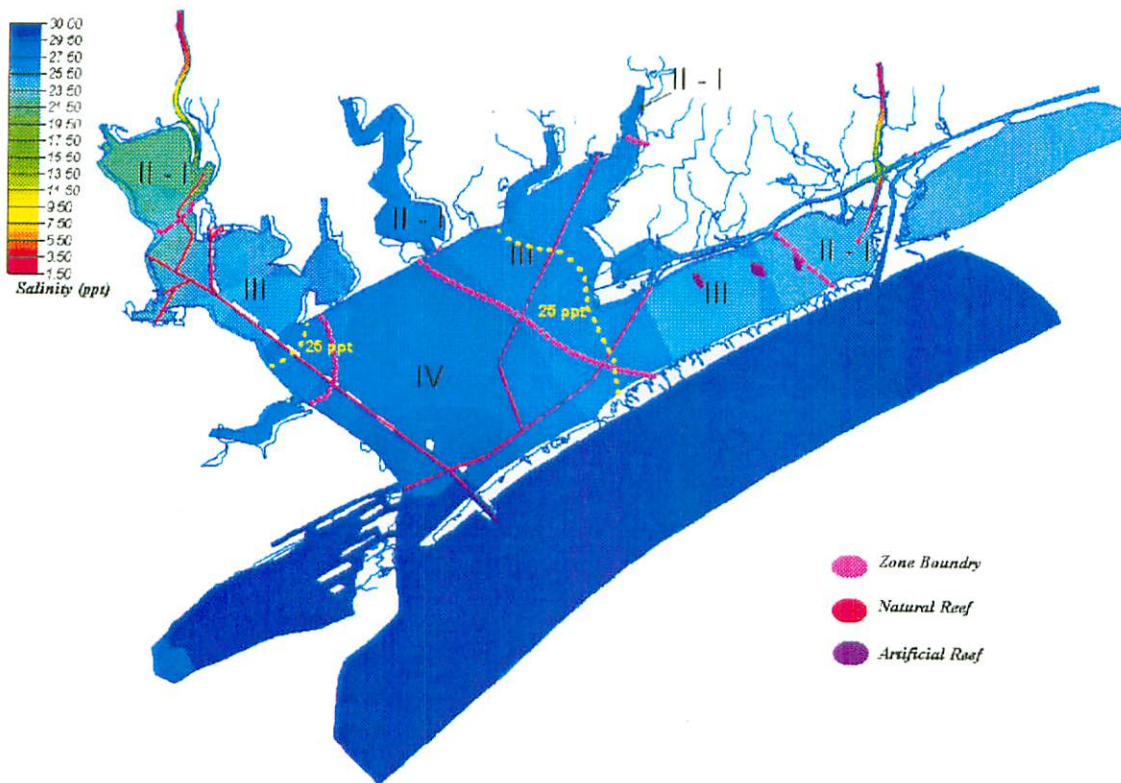 30.00
29.50
27.50
25.50
23.50
21.50
19.50
17.50
15.50
13.50
11.50
9.50
7.50
5.50
3.50
1.50
Salinity (ppt)
II - I
II - I
II - I
II - I
III
III
III
25 ppt
25 ppt
IV
Zone Boundry
Natural Reef
Artificial Reef